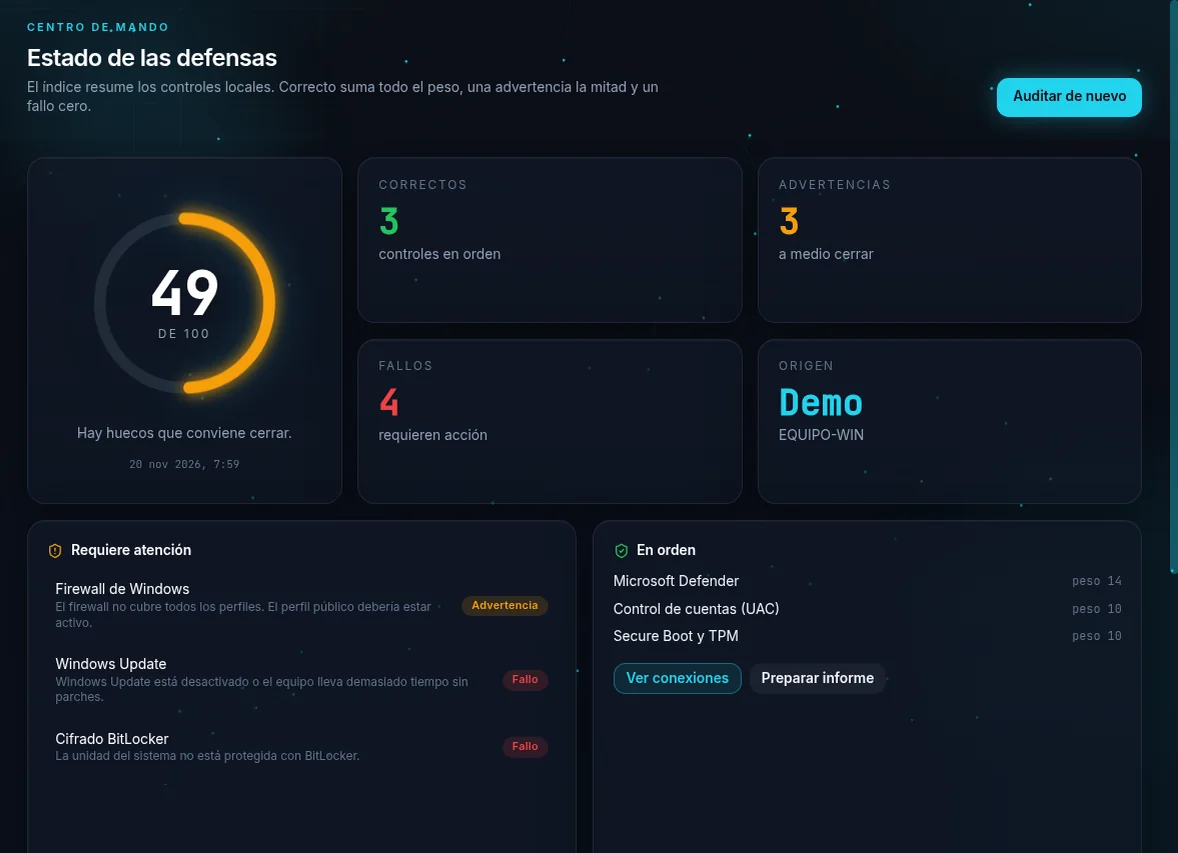 CENTRO DE MANDO
Estado de las defensas
El índice resume los controles locales. Correcto suma todo el peso, una advertencia la mitad y un
fallo cero.
Auditar de nuevo
49
DE 100
Hay huecos que conviene cerrar.
20 nov 2026, 7:59
CORRECTOS
3
controles en orden
ADVERTENCIAS
3
a medio cerrar
FALLOS
4
requieren acción
ORIGEN
Demo
EQUIPO-WIN
Requiere atención
Firewall de Windows
El firewall no cubre todos los perfiles. El perfil público debería estar
activo.
Advertencia
Windows Update
Windows Update está desactivado o el equipo lleva demasiado tiempo sin
parches.
Fallo
Cifrado BitLocker
La unidad del sistema no está protegida con BitLocker.
Fallo
En orden
Microsoft Defender peso 14
Control de cuentas (UAC) peso 10
Secure Boot y TPM peso 10
Ver conexiones Preparar informe